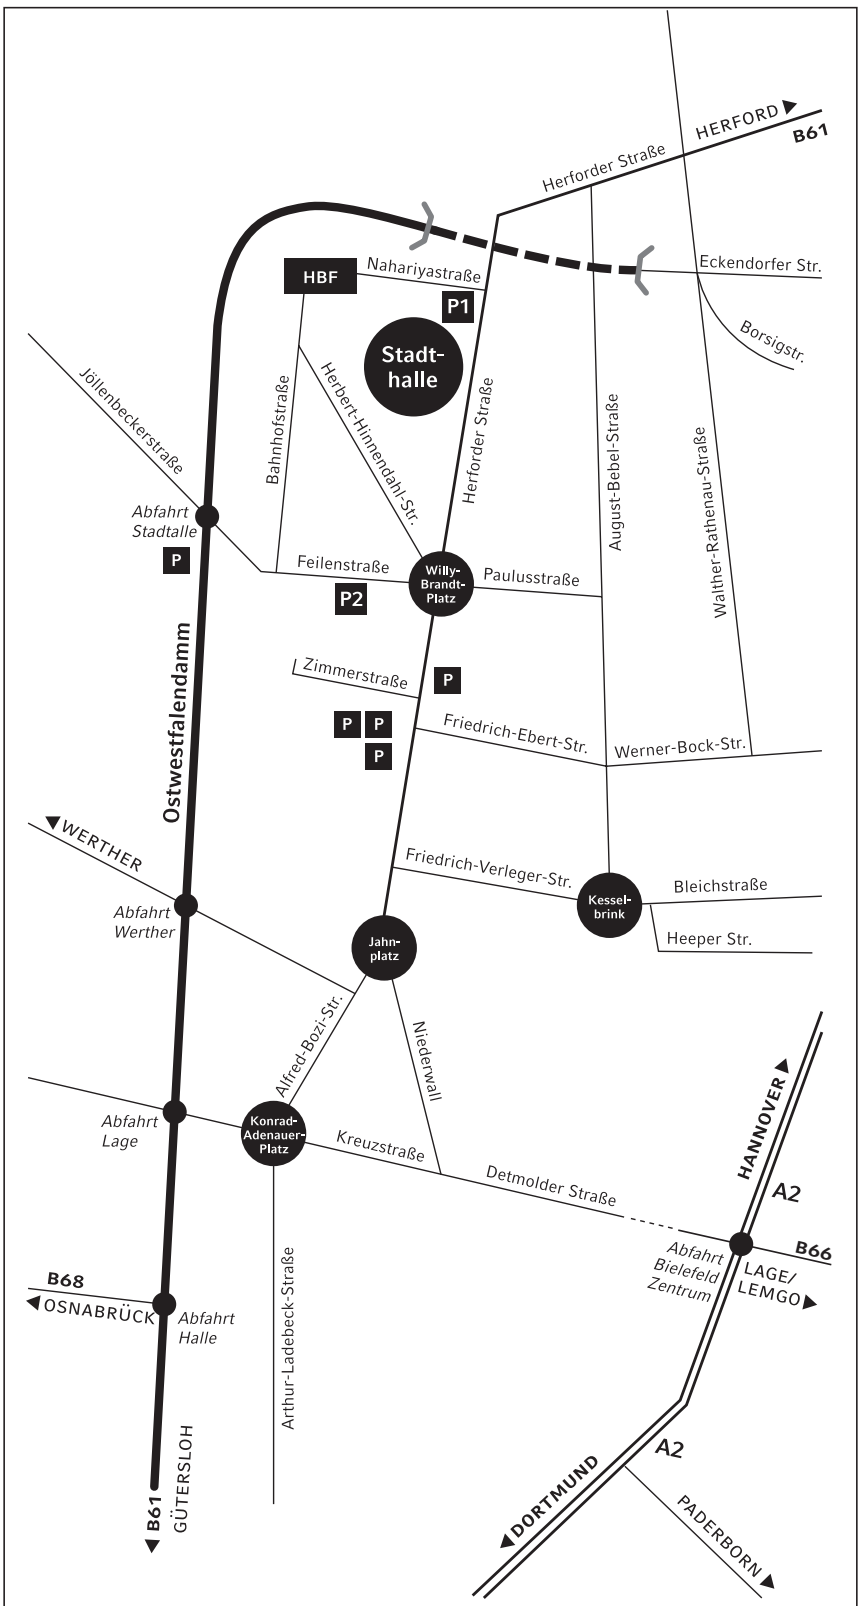 HERFORD
B61
Herforder Straße
Eckendorfer Str.
Nahariyastraße
HBF
P1
Borsigstr.
Stadt-
halle
Jöllenbeckerstraße
Bahnhofstraße
Herbert-Hinnendahl-Str.
Herforder Straße
August-Bebel-Straße
Walther-Rathenau-Straße
Abfahrt
Stadtalle
P
Feilenstraße
P2
Willy-
Brandt-
Platz
Paulusstraße
Ostwestfalendamm
Zimmerstraße
P
P
P
P
Friedrich-Ebert-Str.
Werner-Bock-Str.
WERTHER
Friedrich-Verleger-Str.
Kessel-
brink
Bleichstraße
Heeper Str.
Abfahrt
Werther
Jahn-
platz
Alfred-Bozi-Str.
Niederwall
Abfahrt
Lage
Konrad-
Adenauer-
Platz
Kreuzstraße
Detmolder Straße
HANNOVER
A2
B66
Abfahrt
Bielefeld
Zentrum
LAGE/
LEMGO
B68
OSNABRÜCK
Abfahrt
Halle
Arthur-Ladebeck-Straße
B61
GÜTERSLOH
A2
DORTMUND
PADERBORN